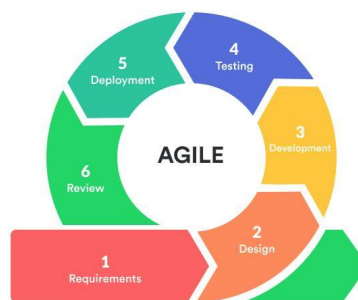 AGILE
1
Requirements
2
Design
3
Development
4
Testing
5
Deployment
6
Review